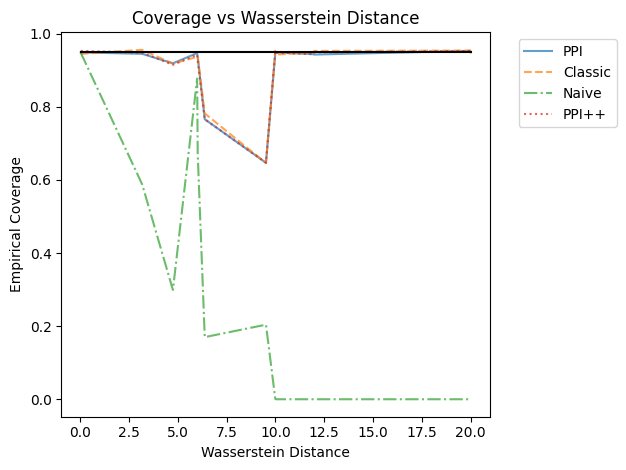 Coverage vs Wasserstein Distance
PPI
Classic
Naive
PPI++
Empirical Coverage
1.0
0.8
0.6
0.4
0.2
0.0
0.0 2.5 5.0 7.5 10.0 12.5 15.0 17.5 20.0
Wasserstein Distance